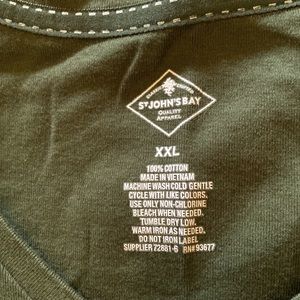 ST JOHN'S BAY
QUALITY
APPAREL
XXL
100% COTTON
MADE IN VIETNAM
MACHINE WASH COLD GENTLE
CYCLE WITH LIKE COLORS.
USE ONLY NON-CHLORINE
BLEACH WHEN NEEDED.
TUMBLE DRY LOW.
WARM IRON AS NEEDED.
DO NOT IRON LABEL
SUPPLIER 72881-6 RN# 93677